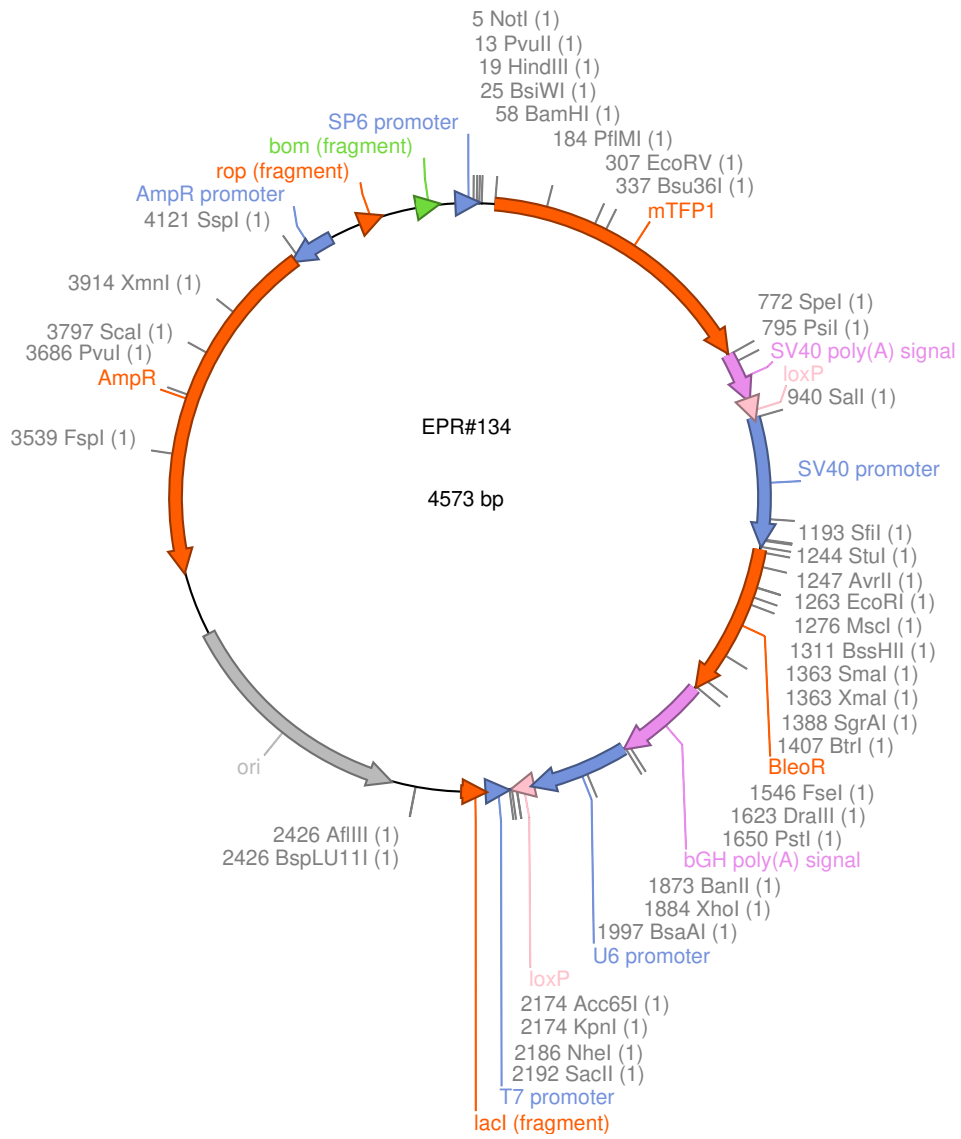 5 NotI (1)
13 PvuII (1)
19 HindIII (1)
25 BsiWI (1)
58 BamHI (1)
184 PflMI (1)
307 EcoRV (1)
337 Bsu36I (1)
mTFP1
772 SpeI (1)
795 PsiI (1)
SV40 poly(A) signal
loxP
940 SalI (1)
SV40 promoter
1193 SfiI (1)
1244 StuI (1)
1247 AvrII (1)
1263 EcoRI (1)
1276 MscI (1)
1311 BssHII (1)
1363 SmaI (1)
1363 XmaI (1)
1388 SgrAI (1)
1407 BtrI (1)
BleoR
1546 FseI (1)
1623 DraIII (1)
1650 PstI (1)
bGH poly(A) signal
1873 BanII (1)
1884 XhoI (1)
1997 BsaAI (1)
U6 promoter
loxP
2174 Acc65I (1)
2174 KpnI (1)
2186 NheI (1)
2192 SacII (1)
T7 promoter
lacI (fragment)
2426 AflIII (1)
2426 BspLU11I (1)
ori
3539 FspI (1)
AmpR
3686 PvuI (1)
3797 ScaI (1)
3914 XmnI (1)
4121 SspI (1)
AmpR promoter
rop (fragment)
bom (fragment)
SP6 promoter
EPR#134
4573 bp